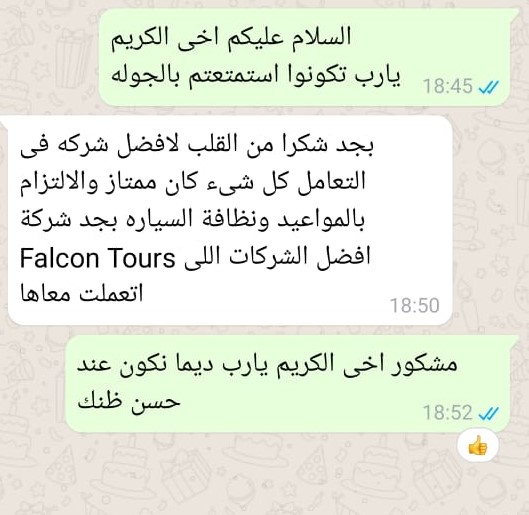 السلام عليكم اخى الكريم
يارب تكونوا استمتعتم بالجوله
18:45
بجد شكرا من القلب لافضل شركه فى
التعامل كل شىء كان ممتاز والالتزام
بالمواعيد ونظافة السياره بجد شركة
Falcon Tours افضل الشركات اللى
اتعملت معاها
18:50
مشكور اخى الكريم يارب ديما نكون عند
حسن ظنك
18:52